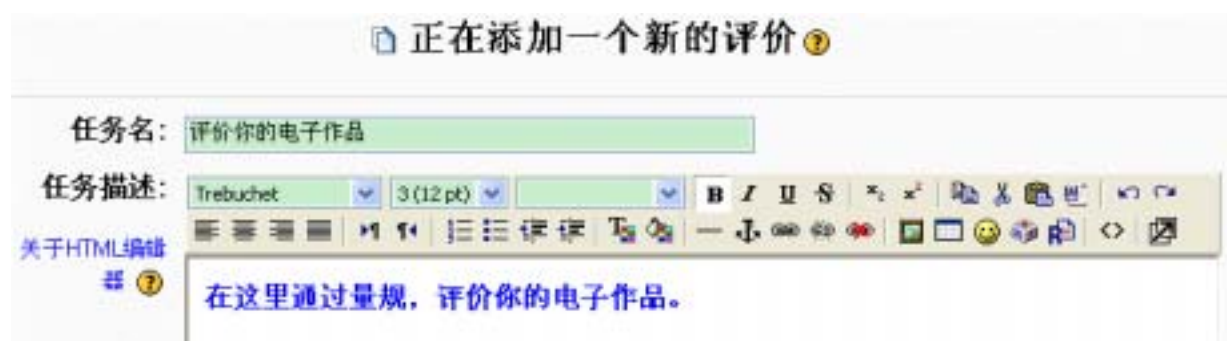 正在添加一个新的评价
任务名: 评价你的电子作品
任务描述: Trebuchet 3 (12 pt) B I U S
关于HTML编辑器
在这里通过量规，评价你的电子作品。